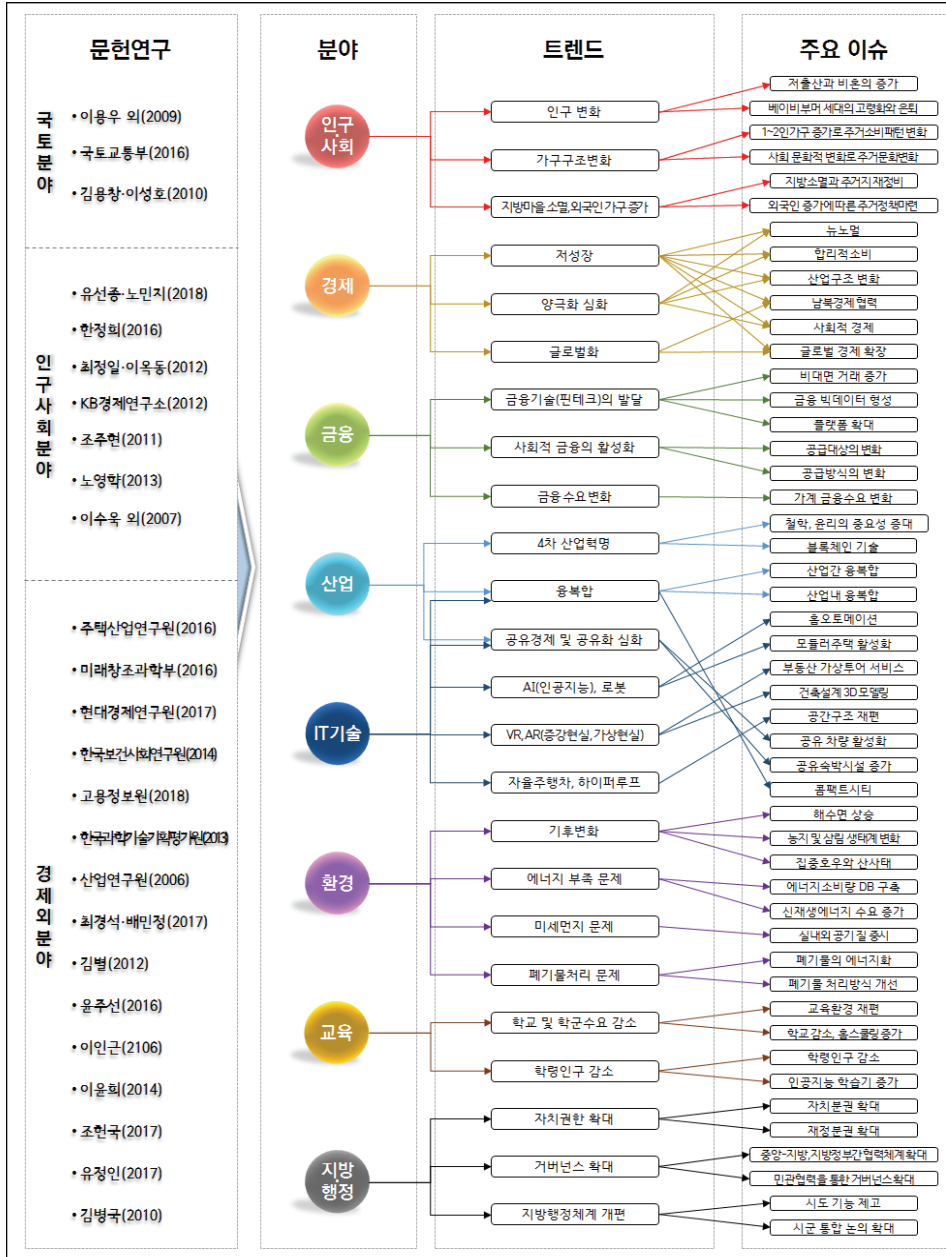 문헌연구
국토분야
• 이용우 외(2009)
• 국토교통부(2016)
• 김용창·이성호(2010)
인구사회분야
• 유선종·노민지(2018)
• 한정희(2016)
• 최정일·이옥동(2012)
• KB경제연구소(2012)
• 조주현(2011)
• 노영학(2013)
• 이수욱 외(2007)
경제외분야
• 주택산업연구원(2016)
• 미래창조과학부(2016)
• 현대경제연구원(2017)
• 한국보건사회연구원(2014)
• 고용정보원(2018)
• 한국과학기술기획평가원(2013)
• 산업연구원(2006)
• 최경석·배민정(2017)
• 김별(2012)
• 윤주선(2016)
• 이인근(2106)
• 이윤희(2014)
• 조헌국(2017)
• 유정인(2017)
• 김병국(2010)
분야
인구·
사회
경제
금융
산업
IT기술
환경
교육
지방
행정
트렌드
인구 변화
가구구조변화
지방마을 소멸,외국인 가구 증가
저성장
양극화 심화
글로벌화
금융기술(핀테크)의 발달
사회적 금융의 활성화
금융수요변화
4차 산업혁명
융복합
공유경제 및 공유화 심화
AI(인공지능), 로봇
VR,AR(증강현실,가상현실)
자율주행차, 하이퍼루프
기후변화
에너지 부족 문제
미세먼지 문제
폐기물처리 문제
학교 및 학군수요 감소
학령인구 감소
자치권한 확대
거버넌스 확대
지방행정체계 개편
주요 이슈
저출산과 비혼의 증가
베이비부머 세대의 고령화와 은퇴
1~2인가구 증가로 주거소비패턴 변화
사회 문화적 변화로 주거문화변화
지방소멸과 주거지 재정비
외국인 증가에 따른 주거정책마련
뉴노멀
합리적소비
산업구조 변화
남북경제 협력
사회적 경제
글로벌 경제 확장
비대면 거래 증가
금융 빅데이터 형성
플랫폼 확대
공급대상의 변화
공급방식의 변화
가계 금융수요 변화
철학, 윤리의 중요성 증대
블록체인 기술
산업간 융복합
산업내 융복합
홈오토메이션
모듈러주택 활성화
부동산 가상투어 서비스
건축설계 3D모델링
공간구조 재편
공유 차량 활성화
공유숙박시설 증가
콤팩트시티
해수면 상승
농지 및 삼림 생태계 변화
집중호우와 산사태
에너지소비량 DB 구축
신재생에너지 수요 증가
실내외 공기 질 중시
폐기물의 에너지화
폐기물 처리방식 개선
교육환경 재편
학교 감소, 홈스쿨링 증가
학령인구 감소
인공지능 학습기 증가
자치분권 확대
재정분권 확대
중앙-지방,지방정부간 협력체계 확대
민관협력을 통한 거버넌스 확대
시도 기능 제고
시군 통합 논의 확대